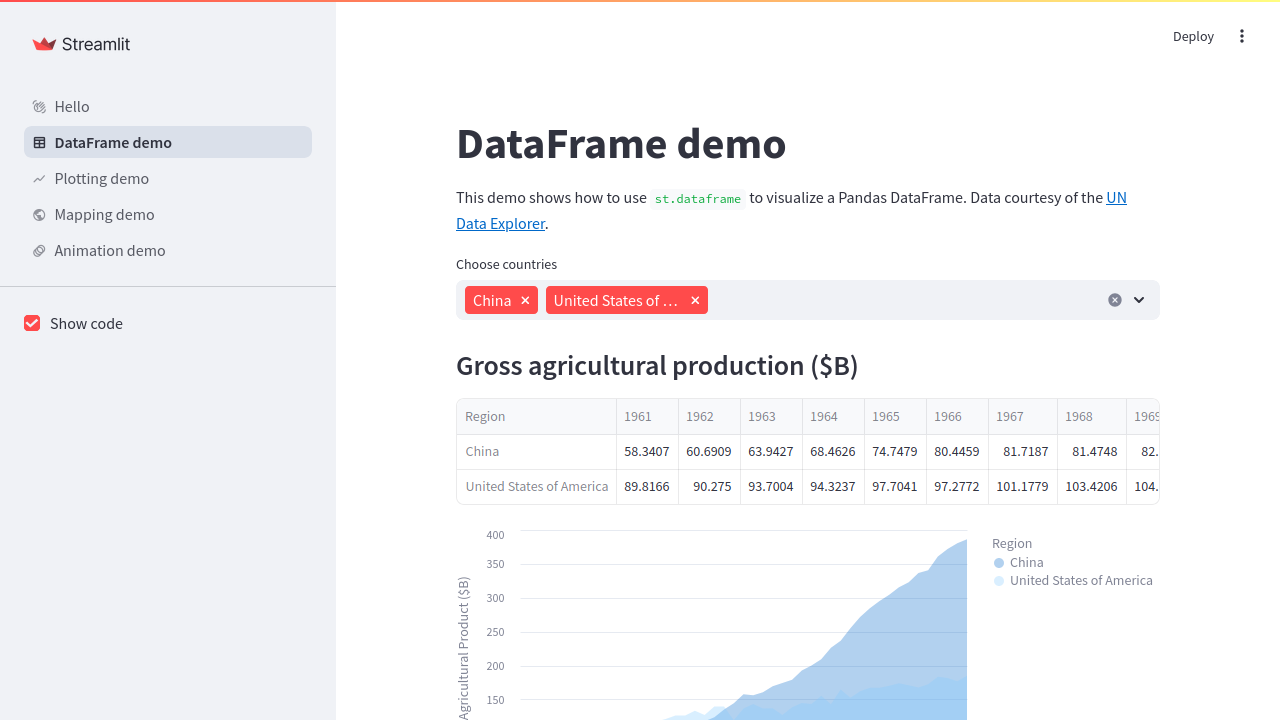 Streamlit
Deploy
Hello
DataFrame demo
Plotting demo
Mapping demo
Animation demo
Show code
DataFrame demo
This demo shows how to use st.dataframe to visualize a Pandas DataFrame. Data courtesy of the UN
Data Explorer.
Choose countries
China United States of ...
Gross agricultural production ($B)
Region 1961 1962 1963 1964 1965 1966 1967 1968 1969
China 58.3407 60.6909 63.9427 68.4626 74.7479 80.4459 81.7187 81.4748 82.
United States of America 89.8166 90.275 93.7004 94.3237 97.7041 97.2772 101.1779 103.4206 104.
400
350
300
250
200
150
Agricultural Product ($B)
Region
China
United States of America